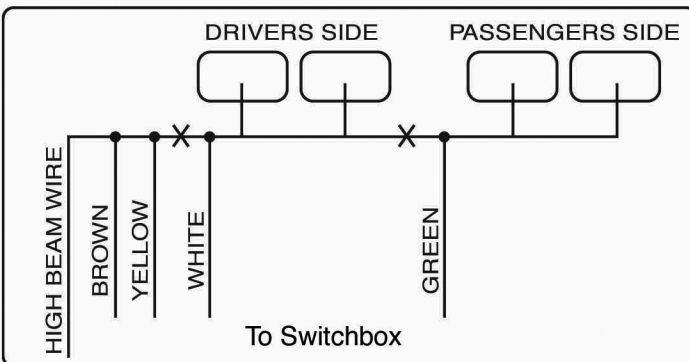 DRIVERS SIDE
PASSENGERS SIDE
HIGH BEAM WIRE
BROWN
YELLOW
WHITE
GREEN
To Switchbox